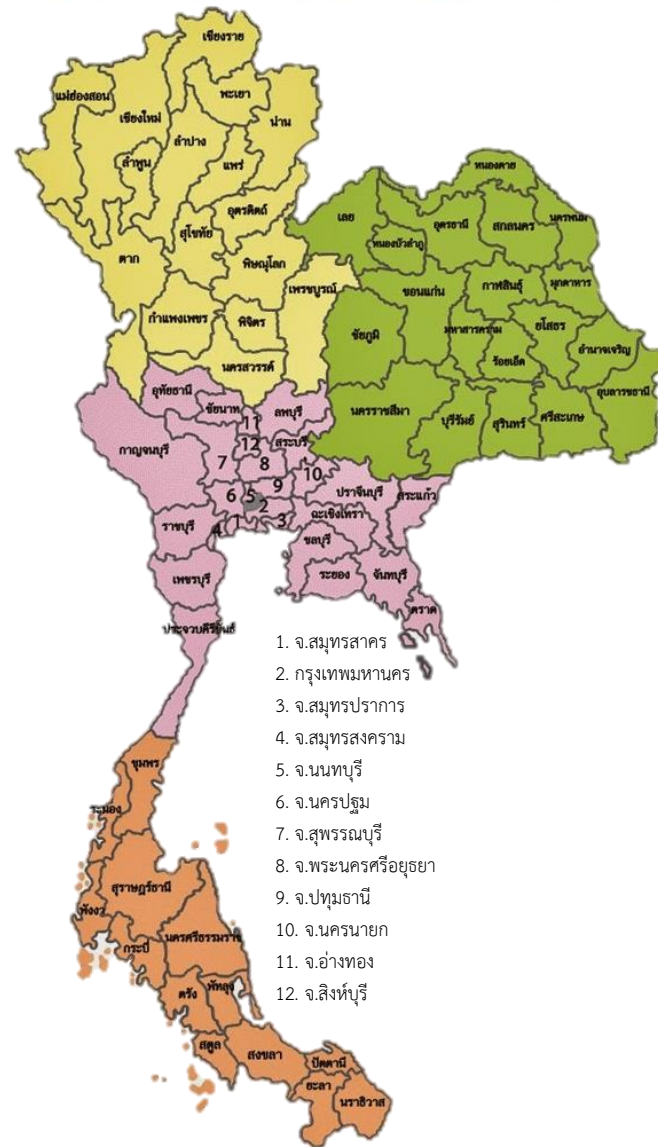 เชียงราย
แม่ฮ่องสอน
พะเยา
เชียงใหม่
น่าน
ลำปาง
ลำพูน
แพร่
อุตรดิตถ์
สุโขทัย
ตาก
พิษณุโลก
เพชรบูรณ์
กำแพงเพชร
พิจิตร
นครสวรรค์
หนองคาย
เลย
อุดรธานี
สกลนคร
นครพนม
หนองบัวลำภู
ขอนแก่น
กาฬสินธุ์
มุกดาหาร
ชัยภูมิ
มหาสารคาม
ร้อยเอ็ด
ยโสธร
อำนาจเจริญ
อุบลราชธานี
นครราชสีมา
บุรีรัมย์
สุรินทร์
ศรีสะเกษ
อุทัยธานี
ชัยนาท
ลพบุรี
11
12
สระบุรี
กาญจนบุรี
7
8
10
9
6
5
2
ปราจีนบุรี
สระแก้ว
ฉะเชิงเทรา
ราชบุรี
4
1
3
ชลบุรี
ระยอง
จันทบุรี
ตราด
เพชรบุรี
ประจวบคีรีขันธ์
1. จ.สมุทรสาคร
2. กรุงเทพมหานคร
3. จ.สมุทรปราการ
4. จ.สมุทรสงคราม
5. จ.นนทบุรี
6. จ.นครปฐม
7. จ.สุพรรณบุรี
8. จ.พระนครศรีอยุธยา
9. จ.ปทุมธานี
10. จ.นครนายก
11. จ.อ่างทอง
12. จ.สิงห์บุรี
ชุมพร
ระนอง
สุราษฎร์ธานี
พังงา
นครศรีธรรมราช
กระบี่
ตรัง
พัทลุง
สตูล
สงขลา
ปัตตานี
ยะลา
นราธิวาส